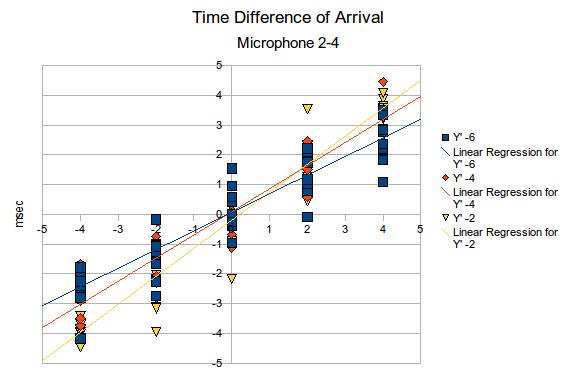 Time Difference of Arrival
Microphone 2-4
5
4
3
2
1
0
-1
-2
-3
-4
-5
-5
-4
-3
-2
-1
0
1
2
3
4
5
msec
Y' -6
Linear Regression for
Y' -6
Y' -4
Linear Regression for
Y' -4
Y' -2
Linear Regression for
Y' -2